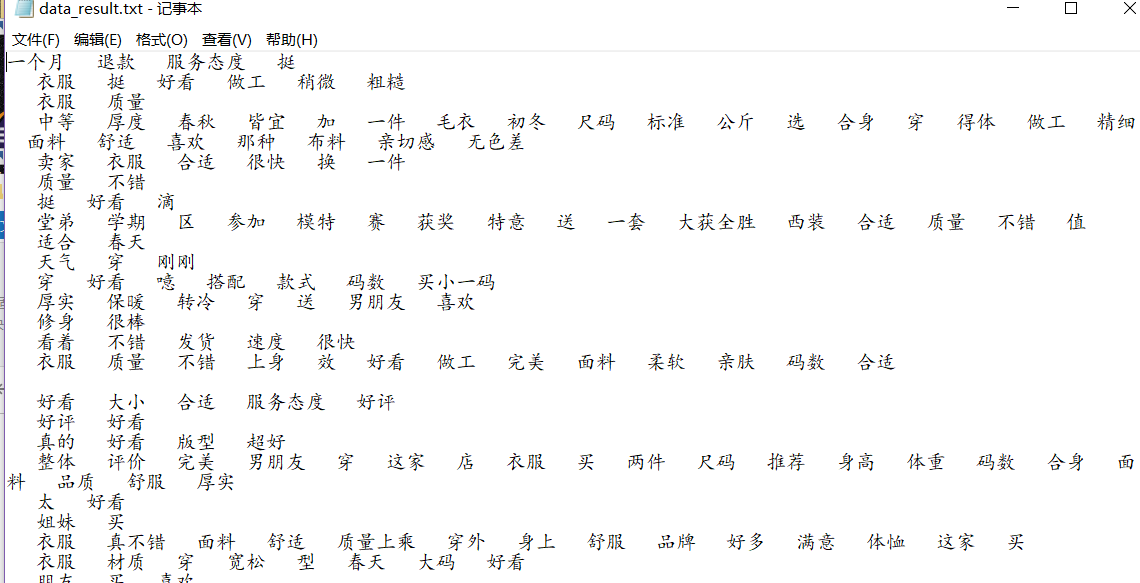 data_result.txt - 记事本
文件(F) 编辑(E) 格式(O) 查看(V) 帮助(H)
一个月 退款 服务态度 挺
衣服 挺 好看 做工 稍微 粗糙
衣服 质量
中等 厚度 春秋 皆宜 加 一件 毛衣 初冬 尺码 标准 公斤 选 合身 穿 得体 做工 精细
面料 舒适 喜欢 那种 布料 亲切感 无色差
卖家 衣服 合适 很快 换 一件
质量 不错
挺 好看 滴
堂弟 学期 区 参加 模特 赛 获奖 特意 送 一套 大获全胜 西装 合适 质量 不错 值
适合 春天
天气 穿 刚刚
穿 好看 噫 搭配 款式 码数 买小一码
厚实 保暖 转冷 穿 送 男朋友 喜欢
修身 很棒
看着 不错 发货 速度 很快
衣服 质量 不错 上身 效 好看 做工 完美 面料 柔软 亲肤 码数 合适
好看 大小 合适 服务态度 好评
好评 好看
真的 好看 版型 超好
整体 评价 完美 男朋友 穿 这家 店 衣服 买 两件 尺码 推荐 身高 体重 码数 合身 面
料 品质 舒服 厚实
太 好看
姐妹 买
衣服 真不错 面料 舒适 质量上乘 穿外 身上 舒服 品牌 好多 满意 体恤 这家 买
衣服 材质 穿 宽松 型 春天 大码 好看
朋友 买 喜欢